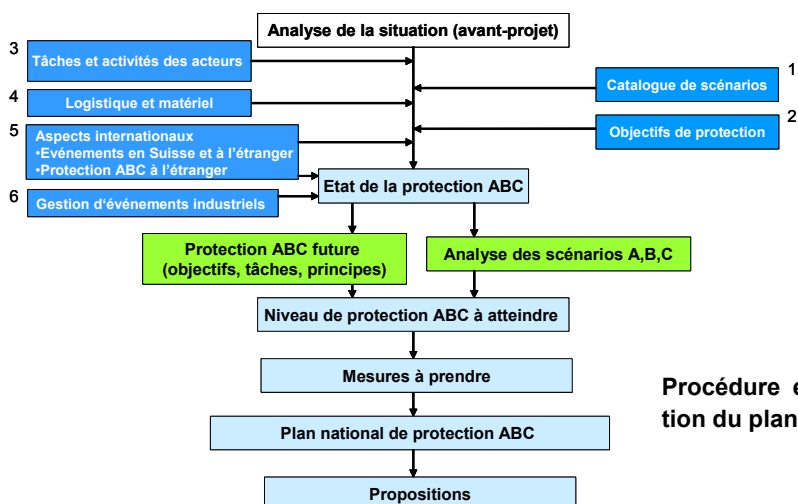 Analyse de la situation (avant-projet)
3
Tâches et activités des acteurs
1
Catalogue de scénarios
4
Logistique et matériel
2
Objectifs de protection
5
Aspects internationaux
•Evénements en Suisse et à l'étranger
•Protection ABC à l'étranger
Etat de la protection ABC
6
Gestion d'événements industriels
Protection ABC future
(objectifs, tâches, principes)
Analyse des scénarios A,B,C
Niveau de protection ABC à atteindre
Mesures à prendre
Procédure e
tion du plan
Plan national de protection ABC
Propositions